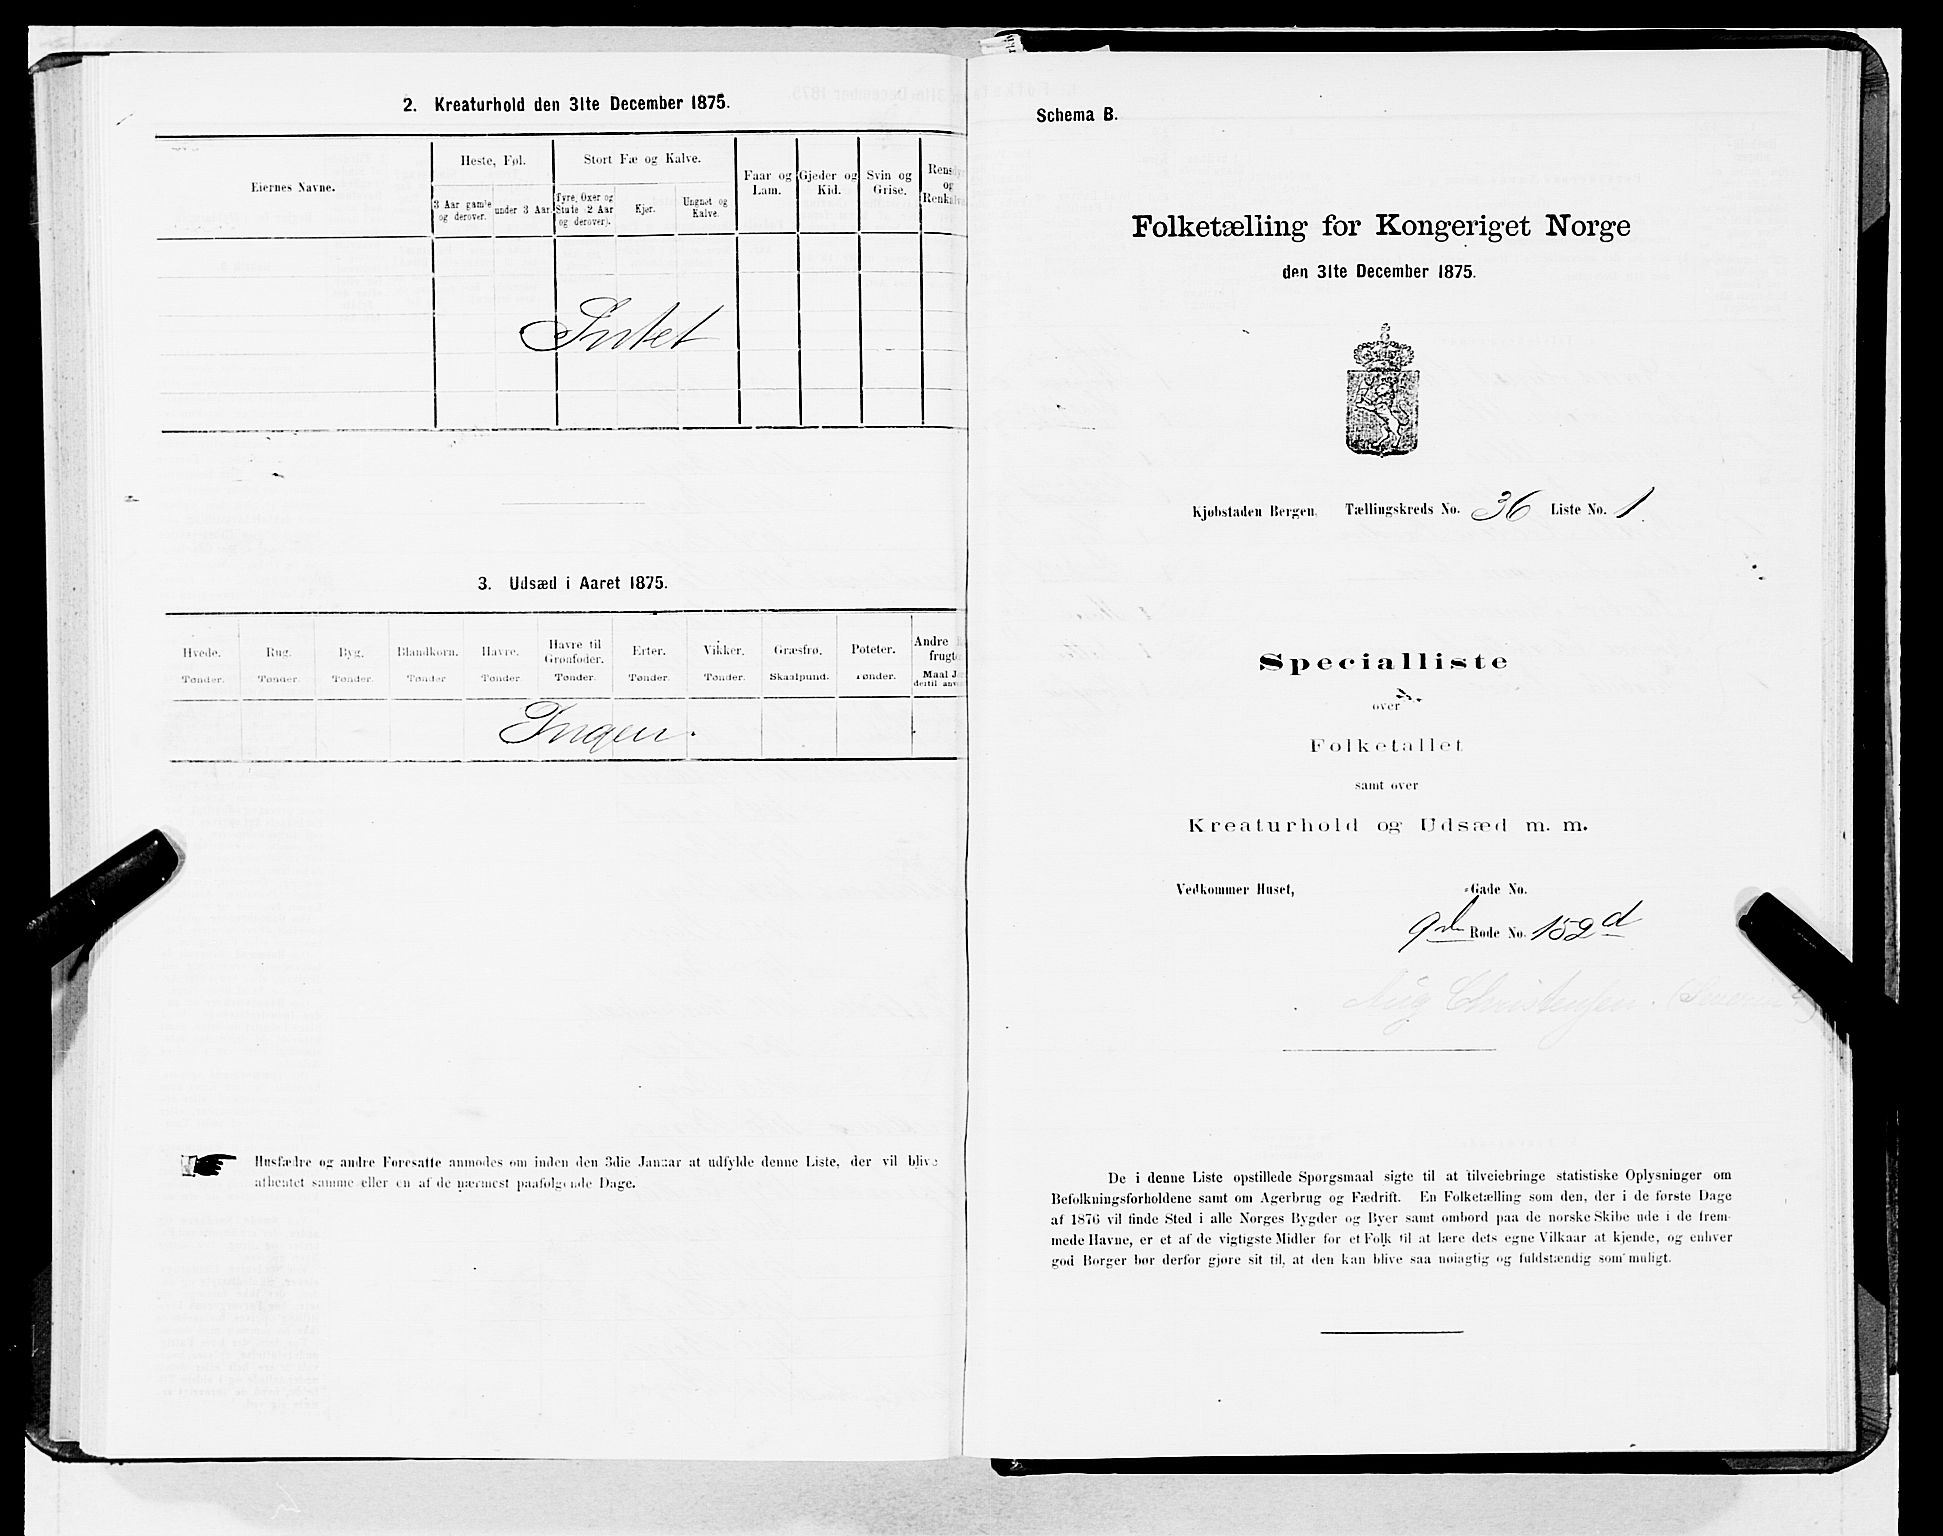 2. Kreaturhold den 31te December 1875.
Eiernes Navne.
Heste, Føl.
Stort Fæ og Kalve.
Faar og Lam.
Gjeder og Kid.
Svin og Grise.
Rensdyr og
3 Aar gamle og derover.
under 3 Aar.
Tyre, Oxer og Stute (2 Aar og derover).
Kjør.
Ungnøt og Kalve.
Intet
3. Udsæd i Aaret 1875.
Hvede.
Rug.
Byg.
Blandkorn.
Havre.
Havre til Grønfoder.
Erter.
Vikker.
Græsfrø.
Poteter.
Andre
Tønder.
Tønder.
Tønder.
Tønder
Tønder.
Tønder.
Tønder.
Tønder.
Skaalpund.
Tønder.
Ingen.
Husfædre og andre Foresatte anmodes om inden den 3die Januar at udfylde denne Liste, der vil blive
afhentet samme eller en af de nærmest paafølgende Dage.
Schema B.
Folketælling for Kongeriget Norge
den 31te December 1875.
Kjøbstaden Bergen. Tællingskreds No. 36 Liste No. 1
Specialliste
over
Folketallet
samt over
Kreaturhold og Udsæd m. m.
Vedkommer Huset, -Gade No.
9de Rode No. 152d
Aug Christensen.
De i denne Liste opstillede Spørgsmaal sigte til at tilveiebringe statistiske Oplysninger om
Befolkningsforholdene samt om Agerbrug og Fædrift. En Folketælling som den, der i de første Dage
af 1876 vil finde Sted i alle Norges Bygder og Byer samt ombord paa de norske Skibe ude i de frem-
mede Havne, er et af de vigtigste Midler for et Folk til at lære dets egne Vilkaar at kjende, og enhver
god Borger bør derfor gjøre sit til, at den kan blive saa nøiagtig og fuldstændig som muligt.